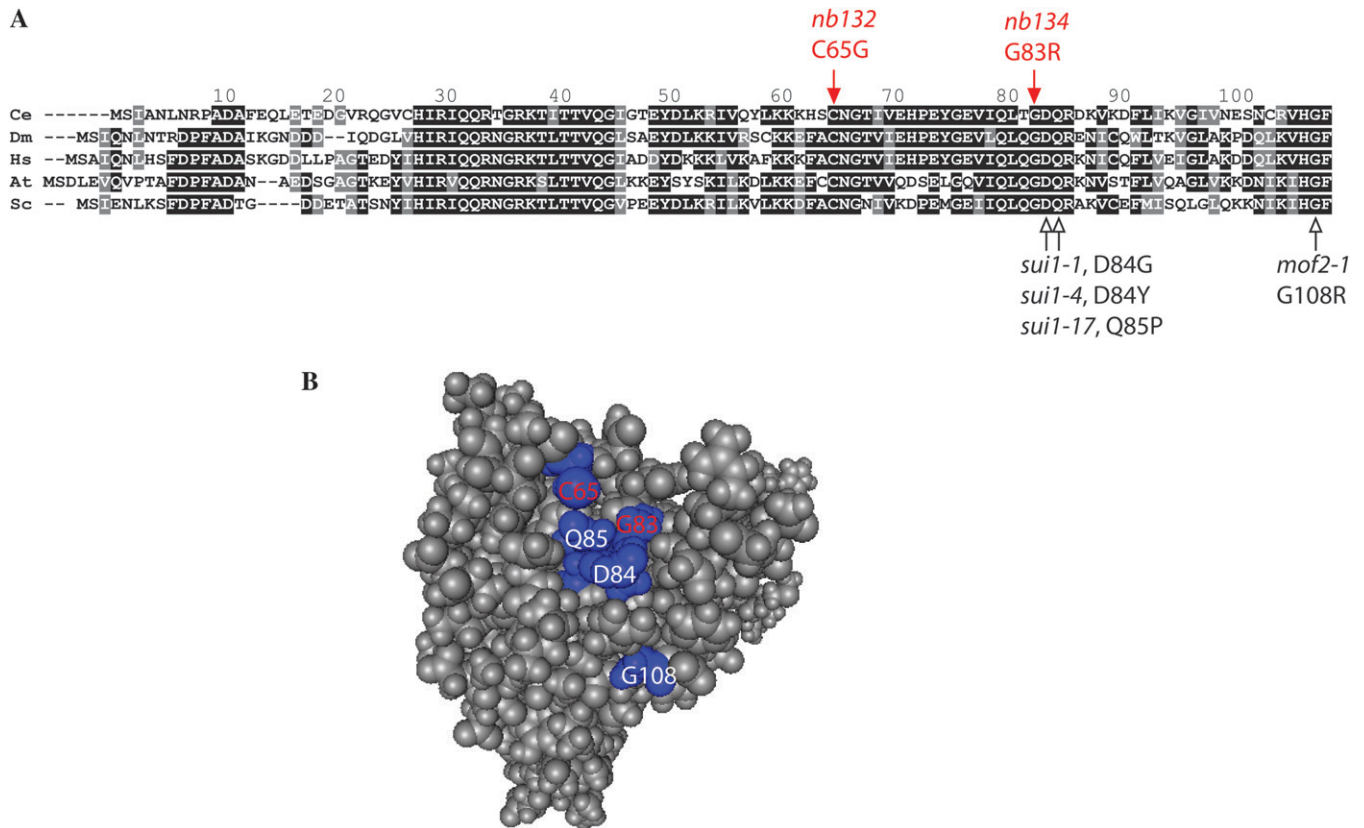 A
nb132
nb134
C65G
G83R
10 20 30 40 50 60 70 80 90 100
Ce ------MSIANLNRPADAFEQLETEDGVRQGVCHIRIQQRTGRKTITTVQGIGTEYDLKRIVQYLKKKHSCNGTIVEHPEYGEVIQLTGDQRDKVKDFLIKVGIVNESNCRVHGF
Dm ---MSIQNLNTRDPFADAIKGNDDD--IQDGLVHIRIQQRNGRKTLTTVQGLSAEYDLKKIVRSCKKEFACNGTVIEHPEYGEVLQLQGDQRENICQWLTKVGLAKPDQLKVHGF
Hs --MSAIQNLHSFDPFADASKGDDLLPAGTEDYIHIRIQQRNGRKTLTTVQGIADDYDKKKLVKAFKKKFACNGTVIEHPEYGEVIQLQGDQRKNICQFLVEIGLAKDDQLKVHGF
At MSDLEVQVPTAFDPFADAN--AEDSGAGTKEYVHIRVQQRNGRKSLTTVQGLKKEYSYSKILKDLKKEFCCNGTVVQDSELGQVIQLQGDQRKNVSTFLVQAGLVKKDNIKIHGF
Sc -- MSIENLKSFDPFADTG----DDETATSNYIHIRIQQRNGRKTLTTVQGVPEEYDLKRILKVLKKDFACNGNIVKDPEMGEIIQLQGDQRAKVCEFMISQLGLQKKNIKIHGF
sui1-1, D84G
mof2-1
sui1-4, D84Y
G108R
sui1-17, Q85P
B
C65
G83
Q85
D84
G108